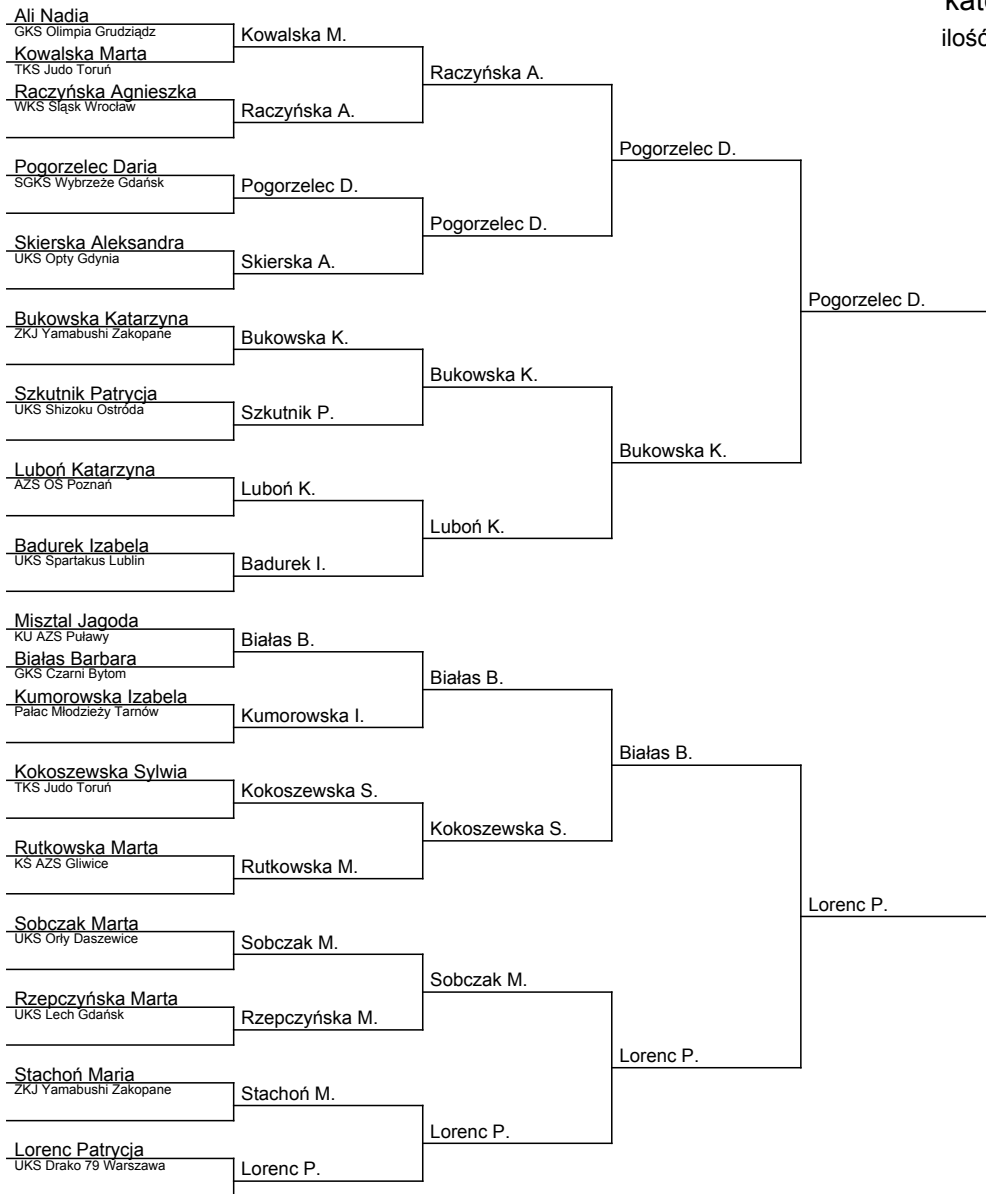 kate
ilość
Ali Nadia
GKS Olimpia Grudziądz
Kowalska Marta
TKS Judo Toruń
Raczyńska Agnieszka
WKS Śląsk Wrocław
Pogorzelec Daria
SGKS Wybrzeże Gdańsk
Skierska Aleksandra
UKS Opty Gdynia
Bukowska Katarzyna
ZKJ Yamabushi Zakopane
Szkutnik Patrycja
UKS Shizoku Ostróda
Luboń Katarzyna
AZS OŚ Poznań
Badurek Izabela
UKS Spartakus Lublin
Misztal Jagoda
KU AZS Puławy
Białas Barbara
GKS Czarni Bytom
Kumorowska Izabela
Pałac Młodzieży Tarnów
Kokoszewska Sylwia
TKS Judo Toruń
Rutkowska Marta
KŚ AZS Gliwice
Sobczak Marta
UKS Orły Daszewice
Rzepczyńska Marta
UKS Lech Gdańsk
Stachoń Maria
ZKJ Yamabushi Zakopane
Lorenc Patrycja
UKS Drako 79 Warszawa
Kowalska M.
Raczyńska A.
Pogorzelec D.
Skierska A.
Bukowska K.
Szkutnik P.
Luboń K.
Badurek I.
Białas B.
Kumorowska I.
Kokoszewska S.
Rutkowska M.
Sobczak M.
Rzepczyńska M.
Stachoń M.
Lorenc P.
Raczyńska A.
Pogorzelec D.
Bukowska K.
Luboń K.
Białas B.
Kokoszewska S.
Sobczak M.
Lorenc P.
Pogorzelec D.
Bukowska K.
Białas B.
Lorenc P.
Pogorzelec D.
Lorenc P.